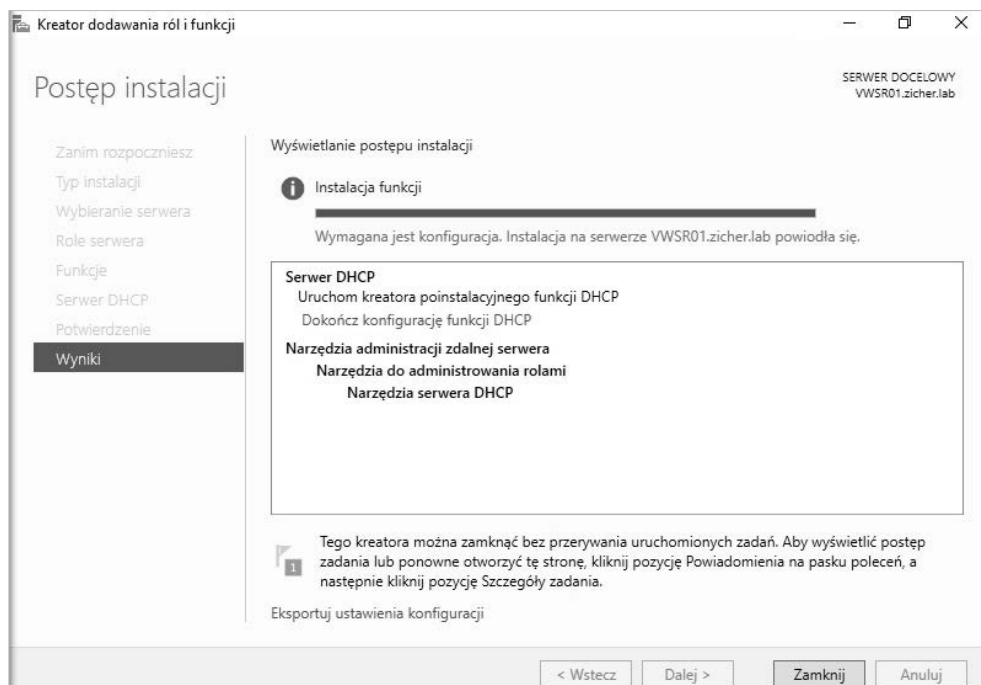 Kreator dodawania ról i funkcji
Postęp instalacji
SERWER DOCELOWY
VWSR01.zicher.lab
Zanim rozpoczniesz
Typ instalacji
Wybieranie serwera
Role serwera
Funkcje
Serwer DHCP
Potwierdzenie
Wyniki
Wyświetlanie postępu instalacji
Instalacja funkcji
Wymagana jest konfiguracja. Instalacja na serwerze VWSR01.zicher.lab powiodła się.
Serwer DHCP
Uruchom kreatora poinstalacyjnego funkcji DHCP
Dokończ konfigurację funkcji DHCP
Narzędzia administracji zdalnej serwera
Narzędzia do administrowania rolami
Narzędzia serwera DHCP
1
Tego kreatora można zamknąć bez przerywania uruchomionych zadań. Aby wyświetlić postęp
zadania lub ponowne otworzyć tę stronę, kliknij pozycję Powiadomienia na pasku poleceń, a
następnie kliknij pozycję Szczegóły zadania.
Eksportuj ustawienia konfiguracji
< Wstecz
Dalej >
Zamknij
Anuluj